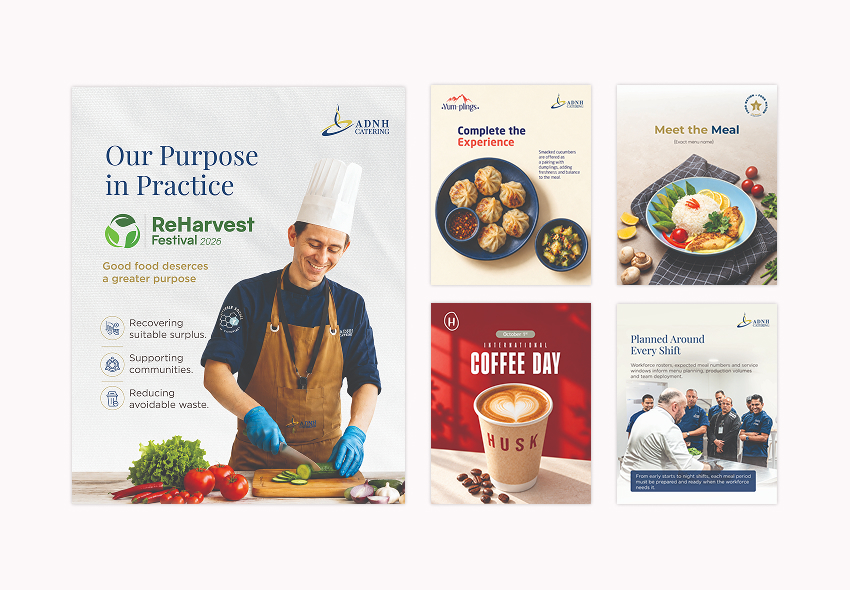 ADNH
CATERING
Our Purpose
in Practice
ReHarvest
Festival 2026
Good food deserves
a greater purpose
Recovering
suitable surplus.
Supporting
communities.
Reducing
avoidable waste.
Yum plings
ADNH
CATERING
Complete the
Experience
Smacked cucumbers
are offered as
a pairing with
dumplings, adding
freshness and balance
to the meal
Meet the Meal
(Exact menu name)
H
October 1st
INTERNATIONAL
COFFEE DAY
HUSK
ADNH
CATERING
Planned Around
Every Shift
Workforce rosters, expected meal numbers and service
windows inform menu planning, production volumes
and team deployment.
From early starts to night shifts, each meal period
must be prepared and ready when the workforce
needs it.